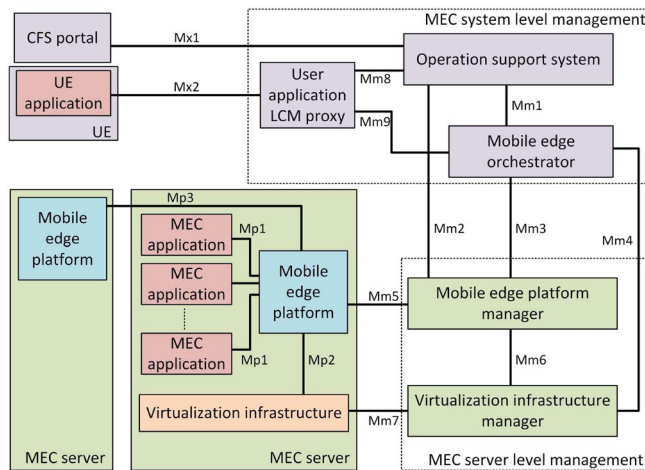 MEC system level management
CFS portal
Mx1
Operation support system
UE
application
UE
Mx2
User
application
LCM proxy
Mm8
Mm9
Mm1
Mobile edge
orchestrator
Mm2
Mm3
Mm4
Mobile
edge
platform
MEC server
Mp3
MEC
application
Mp1
MEC
application
MEC
application
Mp1
Mobile
edge
platform
Mp2
Virtualization infrastructure
MEC server
Mm5
Mobile edge platform
manager
Mm6
Mm7
Virtualization infrastructure
manager
MEC server level management